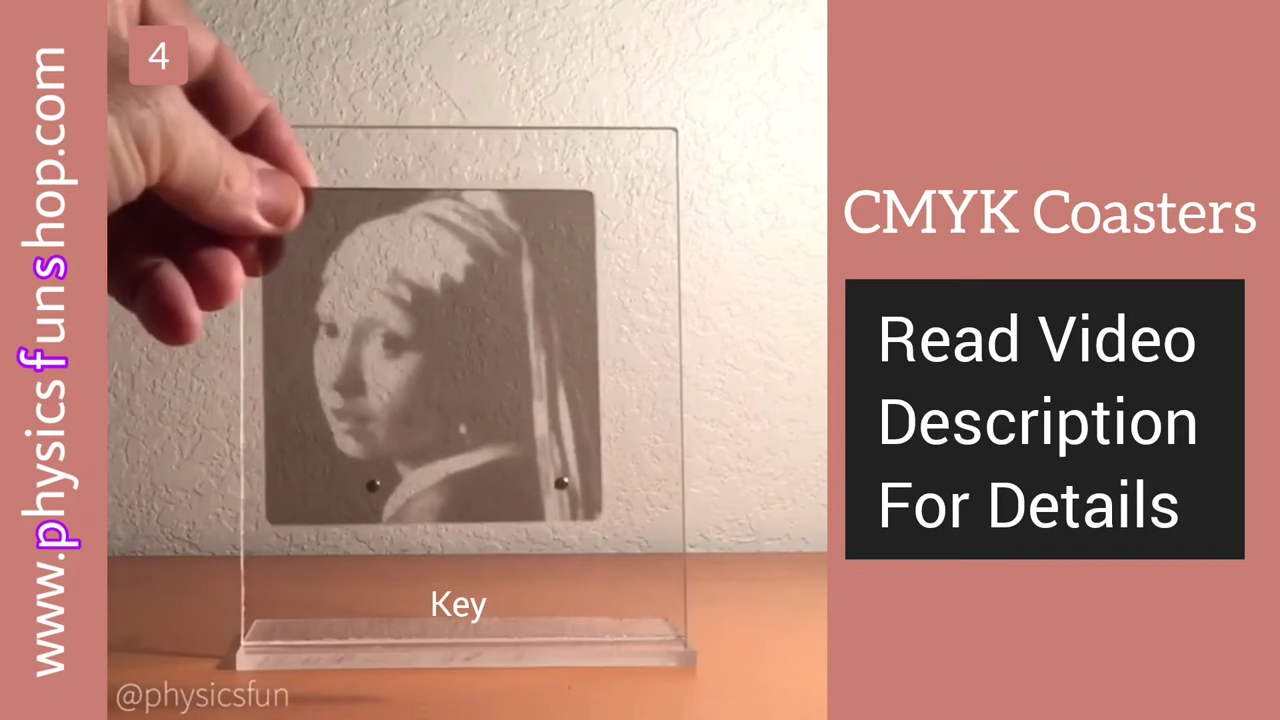 www.physicsfunshop.com
4
CMYK Coasters
Read Video
Description
For Details
Key
@physicsfun